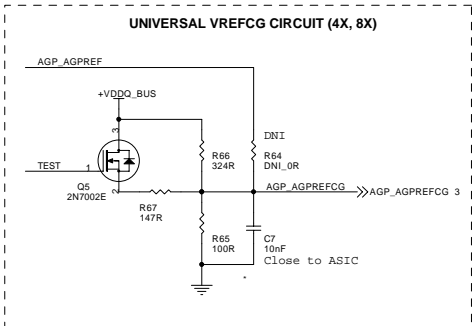 UNIVERSAL VREFCG CIRCUIT (4X, 8X)
AGP_AGPREF
+VDDQ_BUS
3
DNI
R66
324R
R64
DNI_0R
TEST
1
Q5
2N7002E
2
AGP_AGPREFCG
AGP_AGPREFCG 3
R67
147R
R65
100R
C7
10nF
Close to ASIC
*